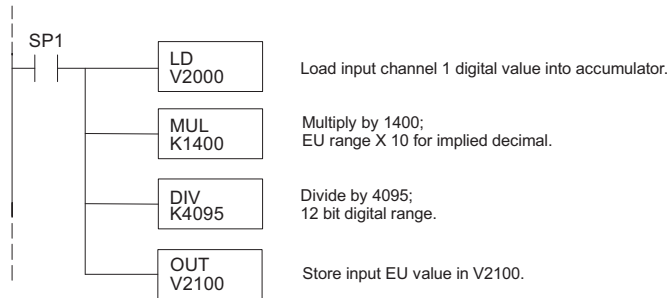 SP1
LD
V2000
Load input channel 1 digital value into accumulator.
MUL
K1400
Multiply by 1400;
EU range X 10 for implied decimal.
DIV
K4095
Divide by 4095;
12 bit digital range.
OUT
V2100
Store input EU value in V2100.